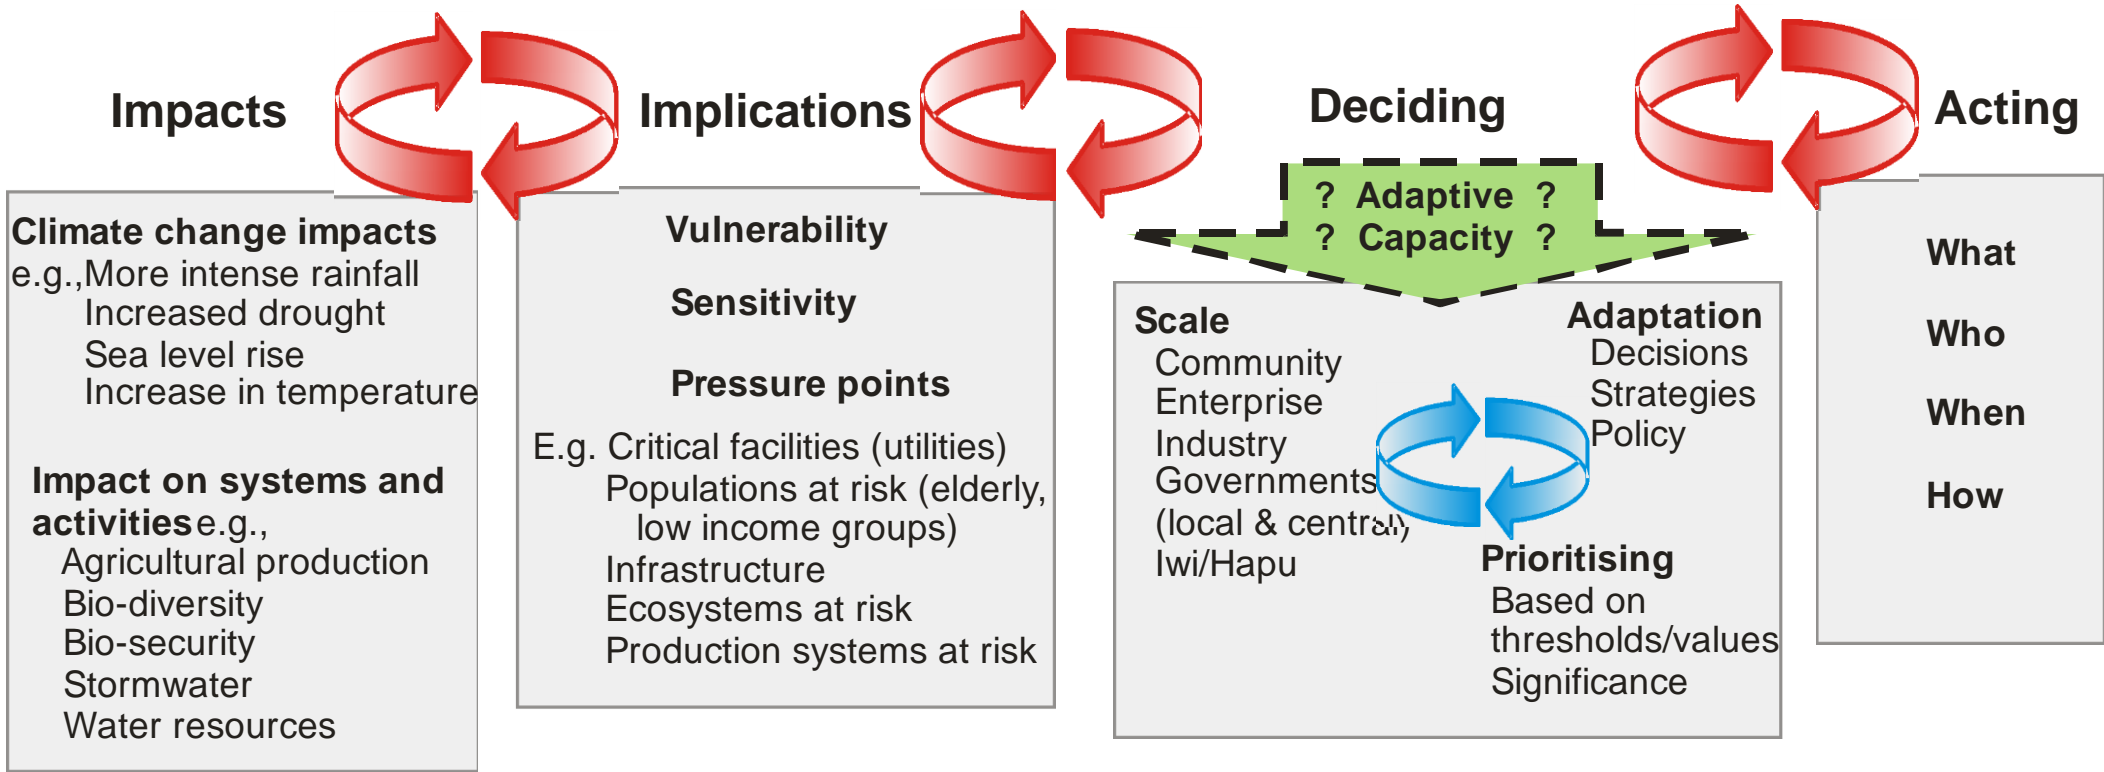 Impacts
Climate change impacts
e.g.,More intense rainfall
Increased drought
Sea level rise
Increase in temperature
Impact on systems and
activities e.g.,
Agricultural production
Bio-diversity
Bio-security
Stormwater
Water resources
Implications
Vulnerability
Sensitivity
Pressure points
E.g. Critical facilities (utilities)
Populations at risk (elderly,
low income groups)
Infrastructure
Ecosystems at risk
Production systems at risk
Deciding
? Adaptive ?
? Capacity ?
Scale
Community
Enterprise
Industry
Governments
(local & central)
Iwi/Hapu
Adaptation
Decisions
Strategies
Policy
Prioritising
Based on
thresholds/values
Significance
Acting
What
Who
When
How